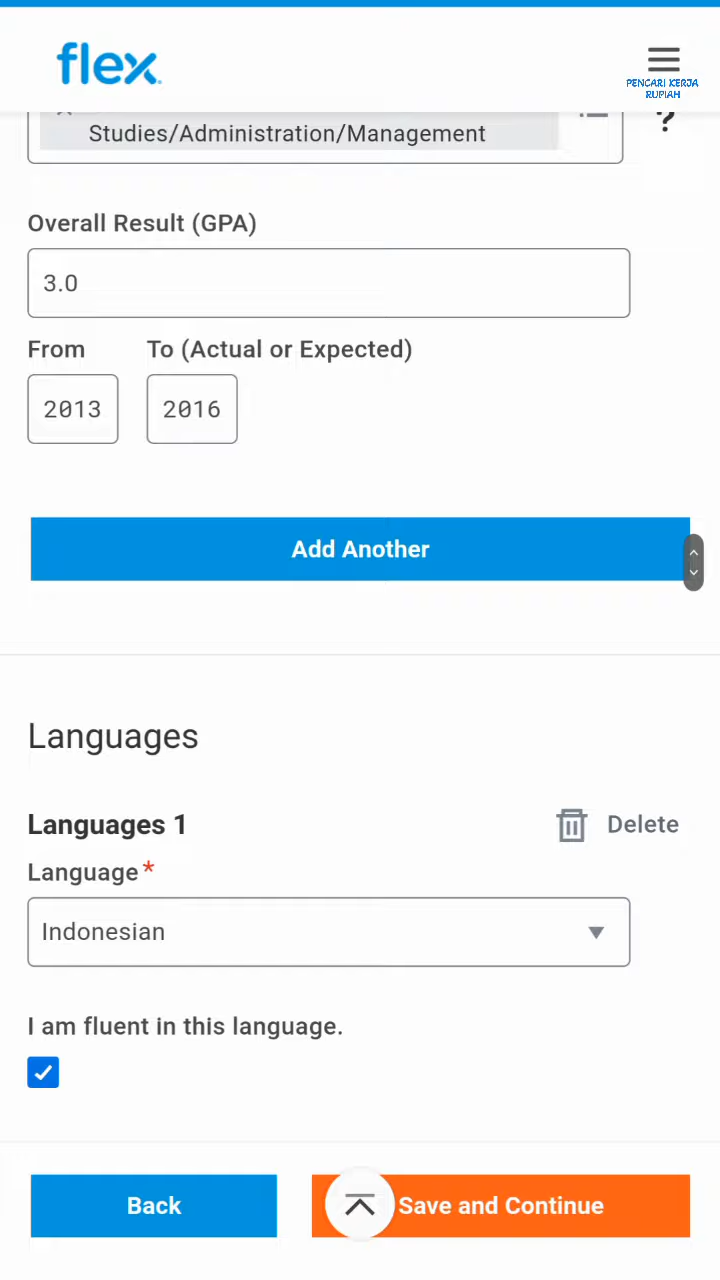 flex
PENCARI KERJA
RUPIAH
Studies/Administration/Management
?
Overall Result (GPA)
3.0
From To (Actual or Expected)
2013 2016
Add Another
Languages
Languages 1 Delete
Language*
Indonesian
I am fluent in this language.
Back Save and Continue